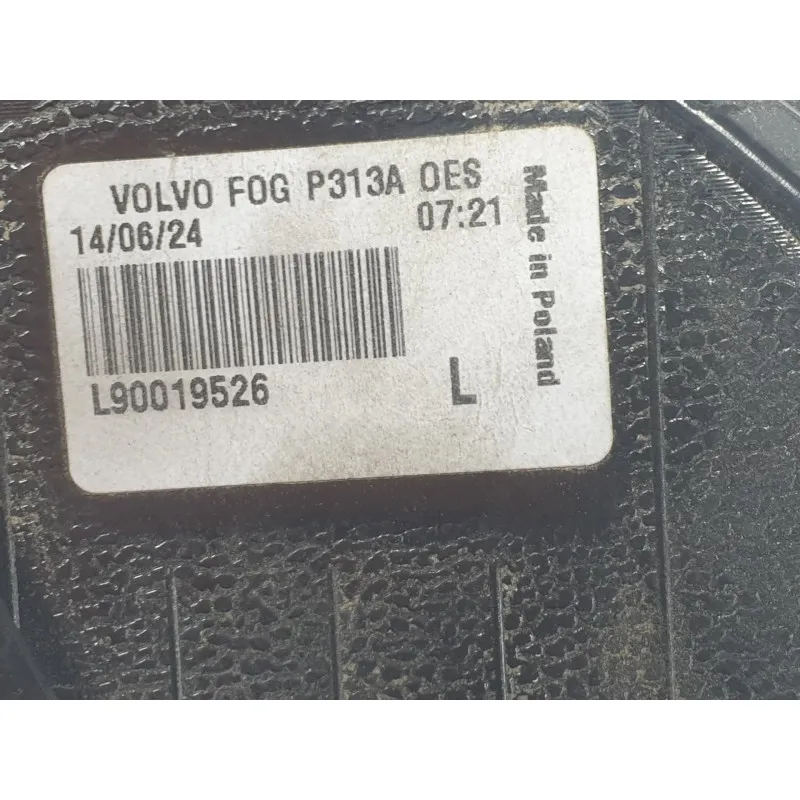 VOLVO FOG P313A OES
14/06/24 07:21
L90019526 L
Made in Poland